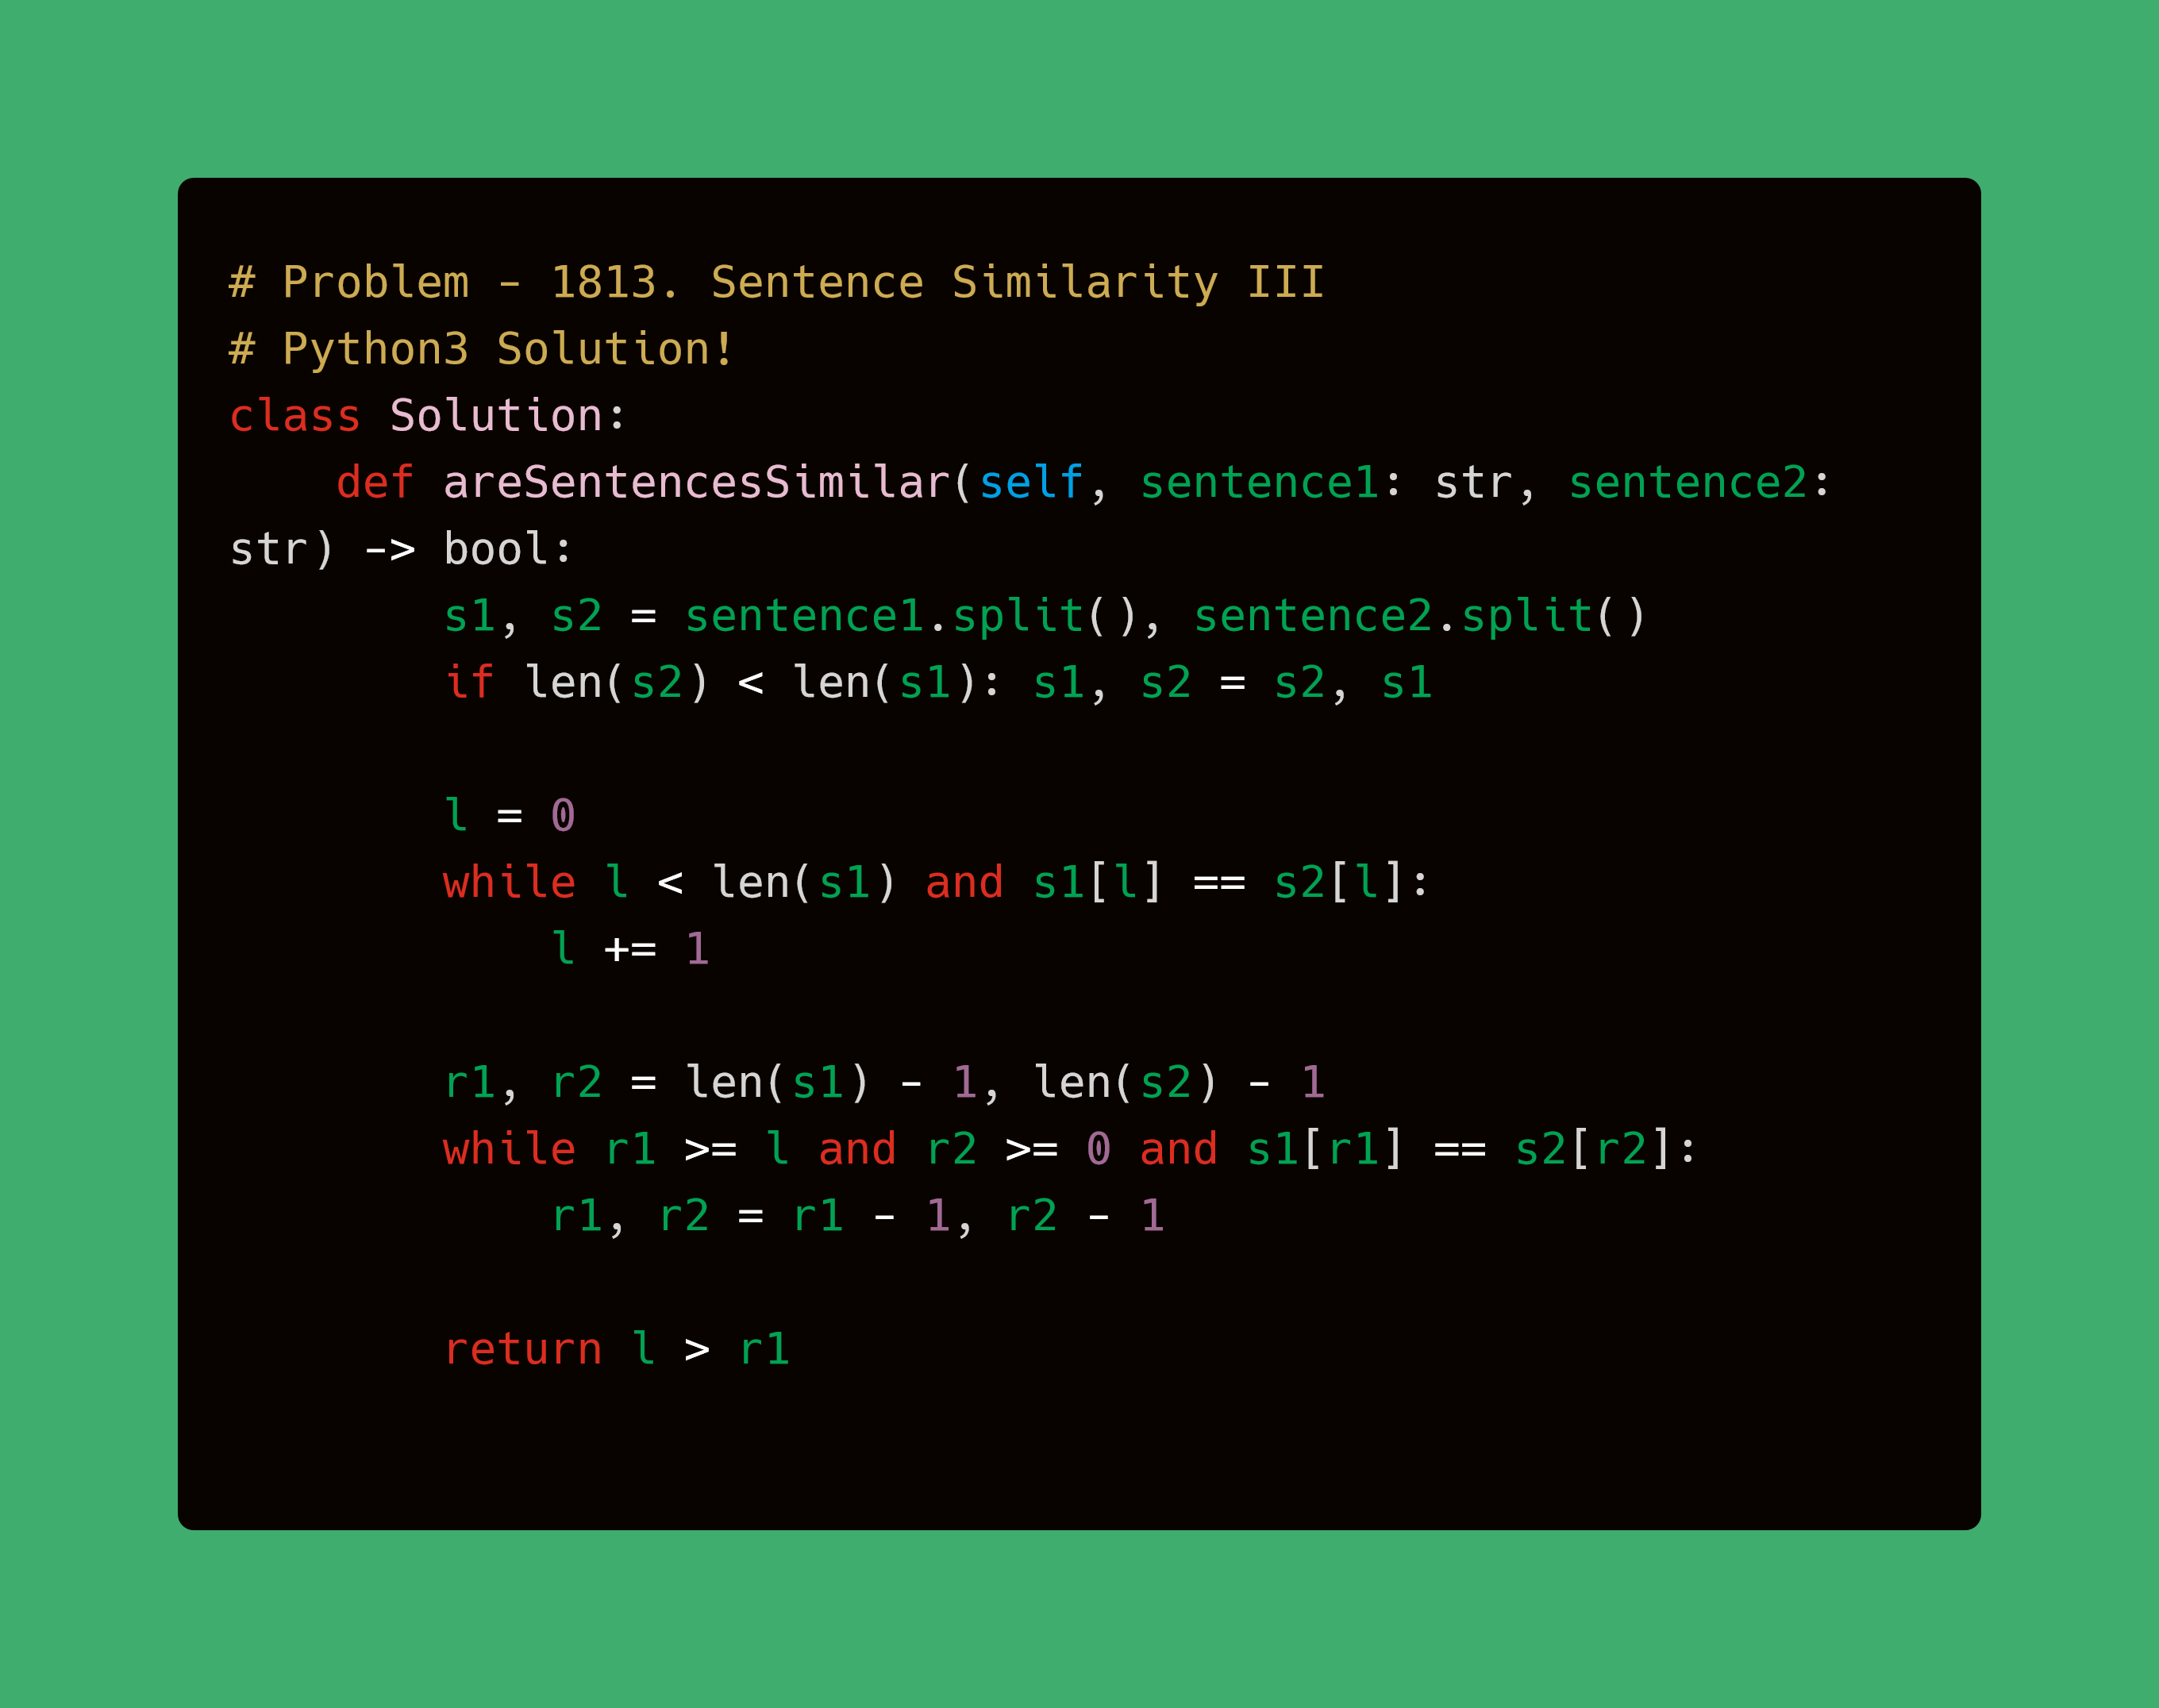 # Problem - 1813. Sentence Similarity III
# Python3 Solution!
class Solution:
    def areSentencesSimilar(self, sentence1: str, sentence2:
str) -> bool:
        s1, s2 = sentence1.split(), sentence2.split()
        if len(s2) < len(s1): s1, s2 = s2, s1

        l = 0
        while l < len(s1) and s1[l] == s2[l]:
            l += 1

        r1, r2 = len(s1) - 1, len(s2) - 1
        while r1 >= l and r2 >= 0 and s1[r1] == s2[r2]:
            r1, r2 = r1 - 1, r2 - 1

        return l > r1